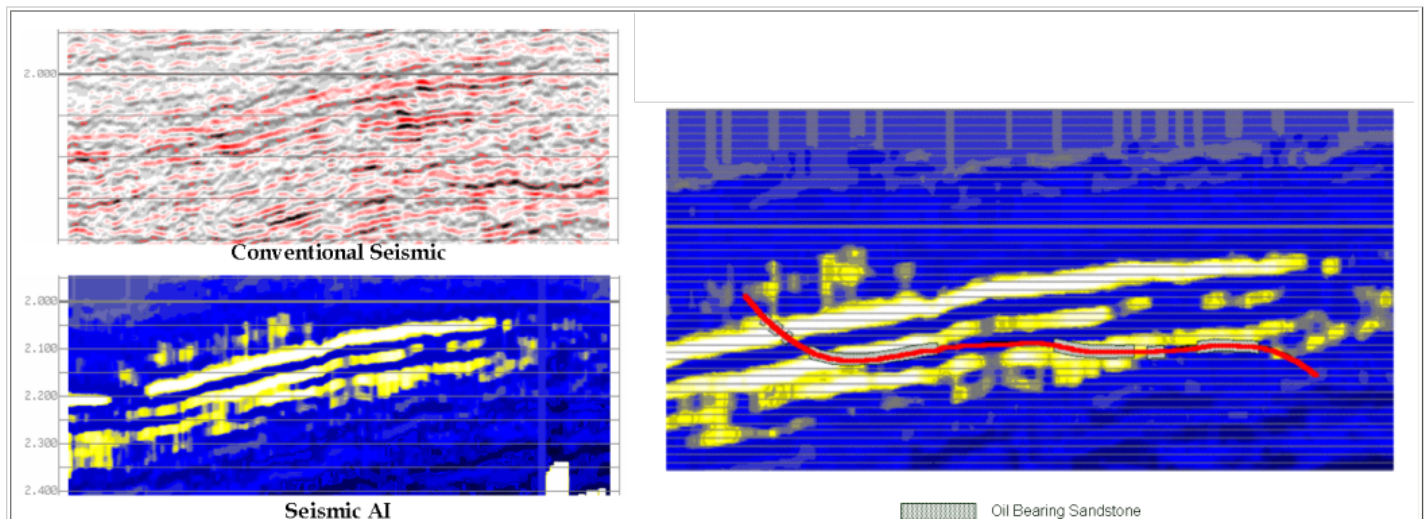 2.000
Conventional Seismic
2.000
2.100
2.200
2.300
2.400
Seismic AI
Oil Bearing Sandstone